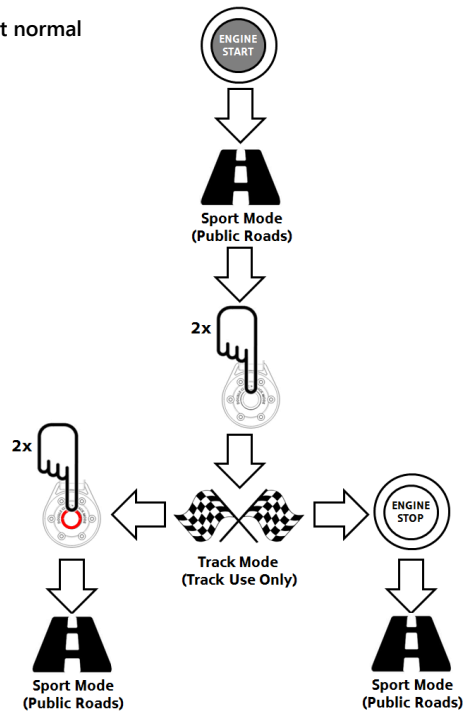 t normal
ENGINE
START
Sport Mode
(Public Roads)
2x
2x
Track Mode
(Track Use Only)
ENGINE
STOP
Sport Mode
(Public Roads)
Sport Mode
(Public Roads)